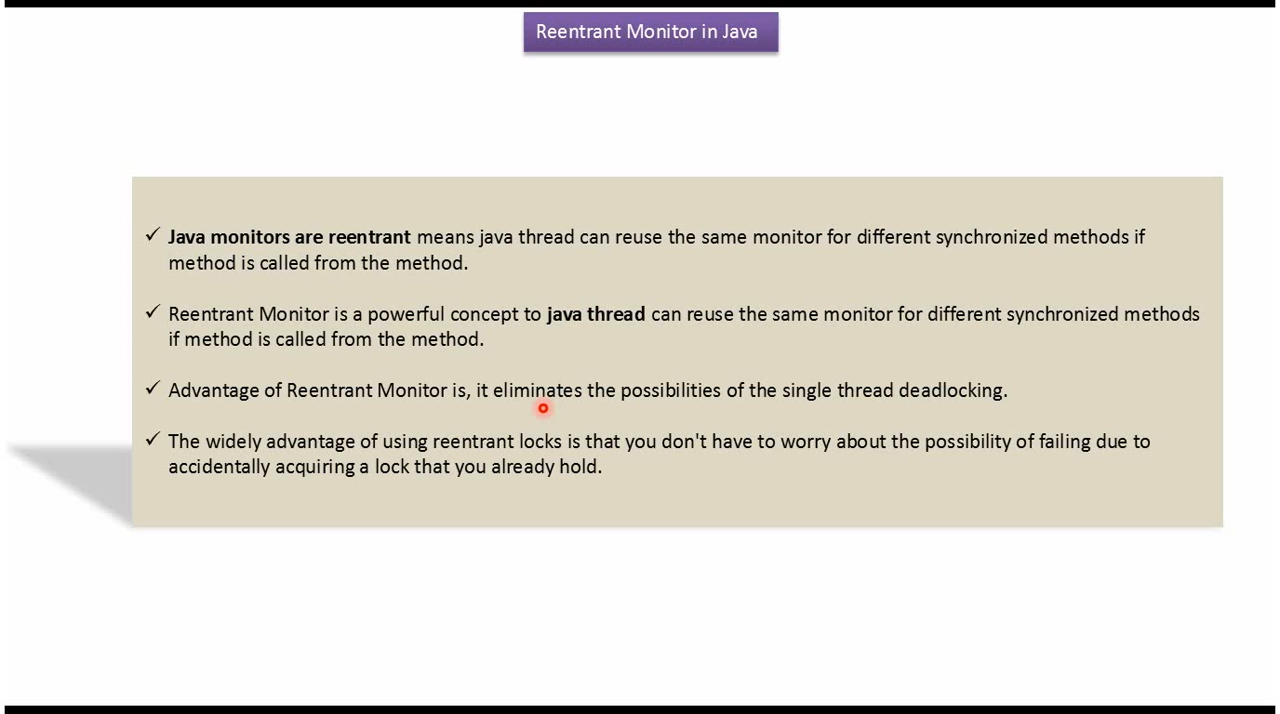 Reentrant Monitor in Java
✓ Java monitors are reentrant means java thread can reuse the same monitor for different synchronized methods if
method is called from the method.
✓ Reentrant Monitor is a powerful concept to java thread can reuse the same monitor for different synchronized methods
if method is called from the method.
✓ Advantage of Reentrant Monitor is, it eliminates the possibilities of the single thread deadlocking.
✓ The widely advantage of using reentrant locks is that you don't have to worry about the possibility of failing due to
accidentally acquiring a lock that you already hold.